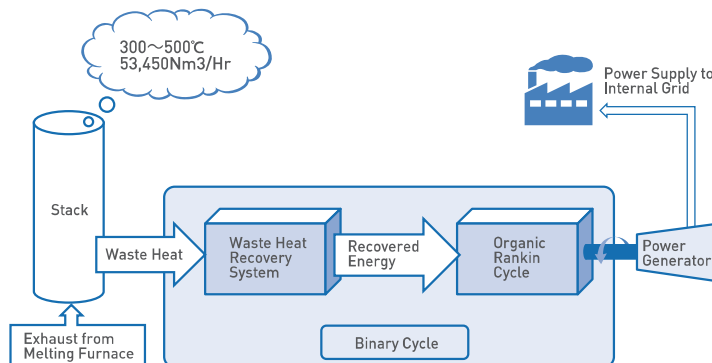 300～500℃
53,450Nm3/Hr
Power Supply to
Internal Grid
Stack
Waste Heat
Waste Heat
Recovery
System
Recovered
Energy
Organic
Rankin
Cycle
Power
Generator
Exhaust from
Melting Furnace
Binary Cycle